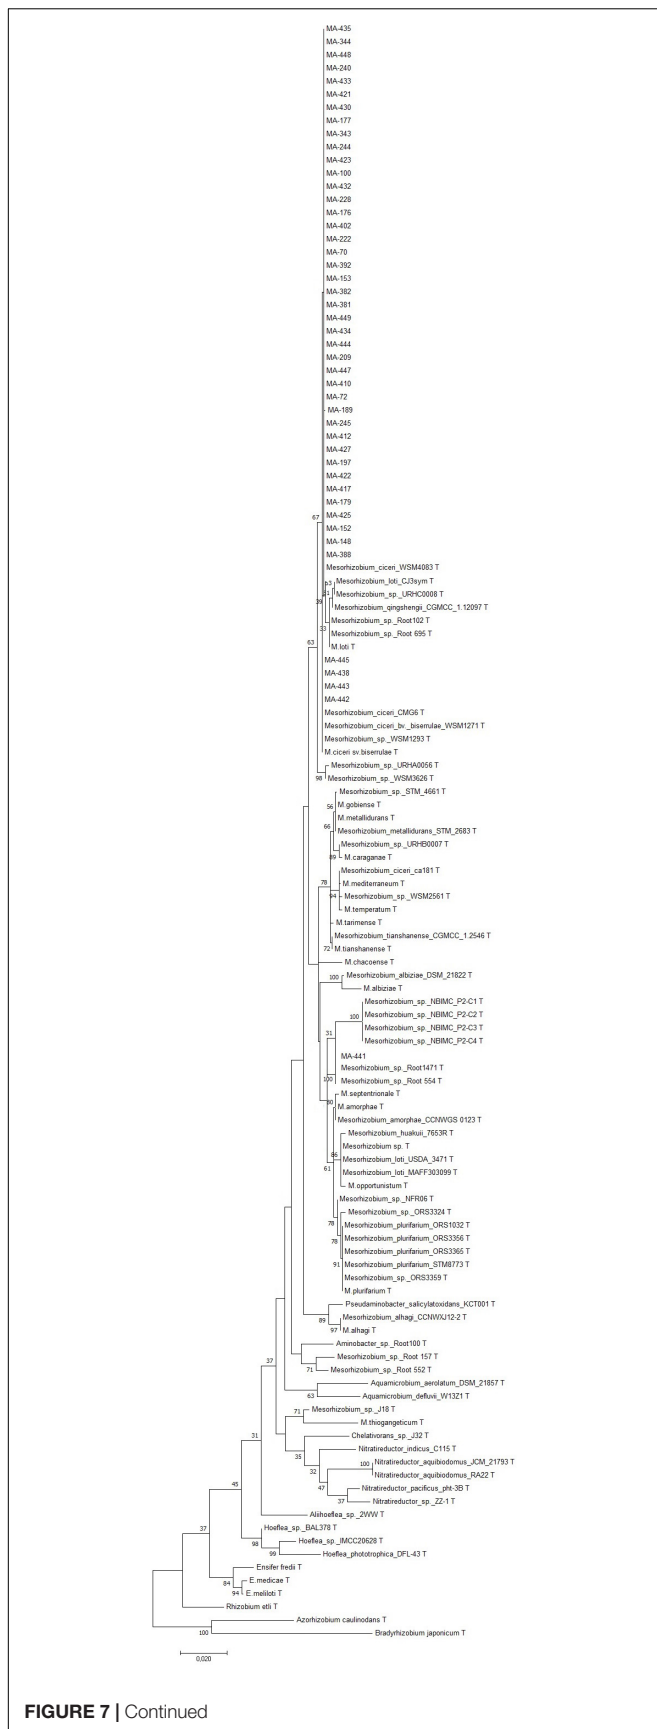 MA-435
MA-344
MA-448
MA-240
MA-433
MA-421
MA-430
MA-177
MA-343
MA-244
MA-423
MA-100
MA-432
MA-228
MA-176
MA-402
MA-222
MA-70
MA-392
MA-153
MA-382
MA-381
MA-449
MA-434
MA-444
MA-209
MA-447
MA-410
MA-72
MA-189
MA-245
MA-412
MA-427
MA-197
MA-422
MA-417
MA-179
MA-425
67
MA-152
MA-148
MA-388
Mesorhizobium_ciceri_WSM4083 T
Mesorhizobium_loti_CJ3sym T
Mesorhizobium_sp._URHC0008 T
39
Mesorhizobium_qingshengii_CGMCC_1.12097 T
Mesorhizobium_sp._Root102 T
33
Mesorhizobium_sp._Root 695 T
63
M.loti T
MA-445
MA-438
MA-443
MA-442
Mesorhizobium_ciceri_CMG6 T
Mesorhizobium_ciceri_bv._biserrulae_WSM1271 T
Mesorhizobium_sp._WSM1293 T
M.ciceri sv.biserrulae T
Mesorhizobium_sp._URHA0056 T
98
Mesorhizobium_sp._WSM3626 T
Mesorhizobium_sp._STM_4661 T
56
M.gobiense T
M.metallidurans T
66
Mesorhizobium_metallidurans_STM_2683 T
Mesorhizobium_sp._URHB0007 T
89
M.caraganae T
Mesorhizobium_ciceri_ca181 T
78
M.mediterraneum T
94
Mesorhizobium_sp._WSM2561 T
M.temperatum T
M.tarimense T
Mesorhizobium_tianshanense_CGMCC_1.2546 T
72
M.tianshanense T
M.chacoense T
100
Mesorhizobium_albiziae_DSM_21822 T
M.albiziae T
Mesorhizobium_sp._NBIMC_P2-C1 T
100
Mesorhizobium_sp._NBIMC_P2-C2 T
Mesorhizobium_sp._NBIMC_P2-C3 T
31
Mesorhizobium_sp._NBIMC_P2-C4 T
MA-441
Mesorhizobium_sp._Root1471 T
100
Mesorhizobium_sp._Root 554 T
M.septentrionale T
80
M.amorphae T
Mesorhizobium_amorphae_CCNWGS 0123 T
Mesorhizobium_huakuii_7653R T
Mesorhizobium sp. T
86
Mesorhizobium_loti_USDA_3471 T
61
Mesorhizobium_loti_MAFF303099 T
M.opportunistum T
Mesorhizobium_sp._NFR06 T
78
Mesorhizobium_sp._ORS3324 T
Mesorhizobium_plurifarium_ORS1032 T
78
Mesorhizobium_plurifarium_ORS3356 T
Mesorhizobium_plurifarium_ORS3365 T
91
Mesorhizobium_plurifarium_STM8773 T
Mesorhizobium_sp._ORS3359 T
M.plurifarium T
Pseudaminobacter_salicylatoxidans_KCT001 T
89
Mesorhizobium_alhagi_CCNWXJ12-2 T
97
M.alhagi T
Aminobacter_sp._Root100 T
37
Mesorhizobium_sp._Root 157 T
71
Mesorhizobium_sp._Root 552 T
Aquamicrobium_aerolatum_DSM_21857 T
63
Aquamicrobium_defluvii_W13Z1 T
71
Mesorhizobium_sp._J18 T
M.thiogangeticum T
31
Chelativorans_sp._J32 T
35
Nitratireductor_indicus_C115 T
100
Nitratireductor_aquibiodomus_JCM_21793 T
32
Nitratireductor_aquibiodomus_RA22 T
45
47
Nitratireductor_pacificus_pht-3B T
37
Nitratireductor_sp._ZZ-1 T
Aliihoeflea_sp._2WW T
37
Hoeflea_sp._BAL378 T
98
Hoeflea_sp._IMCC20628 T
99
Hoeflea_phototrophica_DFL-43 T
Ensifer fredii T
84
E.medicae T
94
E.meliloti T
Rhizobium etli T
Azorhizobium caulinodans T
100
Bradyrhizobium japonicum T
0,020
FIGURE 7 | Continued